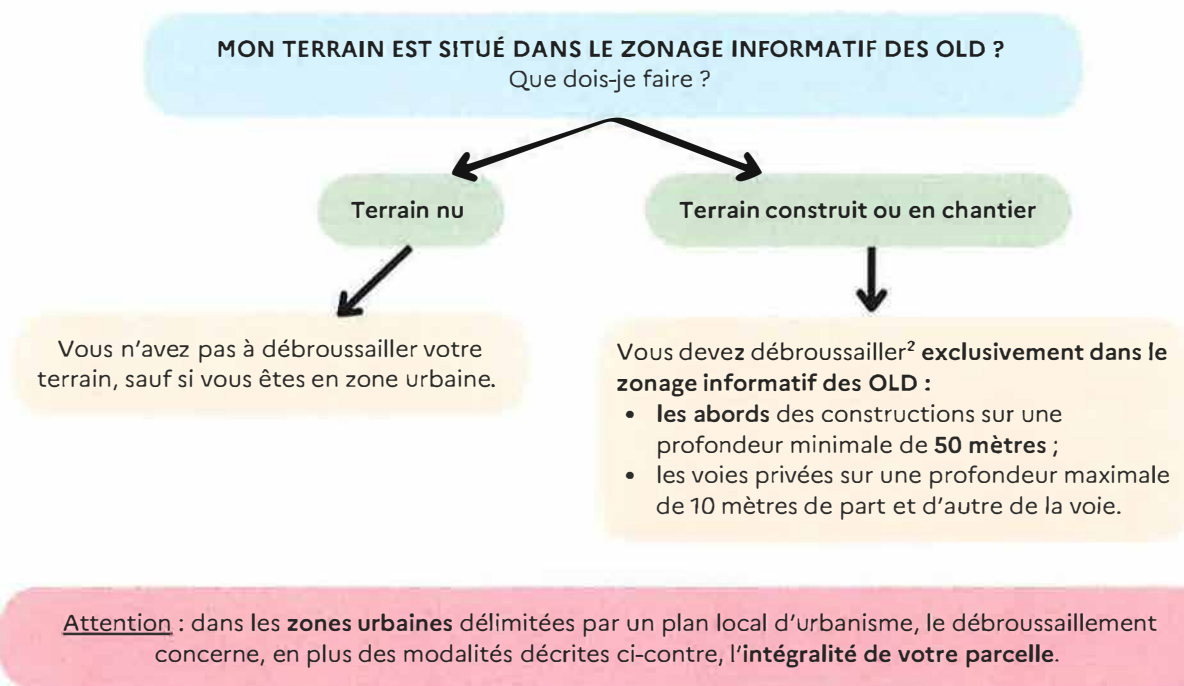 MON TERRAIN EST SITUÉ DANS LE ZONAGE INFORMATIF DES OLD ?
Que dois-je faire ?
Terrain nu
Terrain construit ou en chantier
Vous n'avez pas à débroussailler votre
terrain, sauf si vous êtes en zone urbaine.
Vous devez débroussailler² exclusivement dans le
zonage informatif des OLD :
• les abords des constructions sur une
profondeur minimale de 50 mètres ;
• les voies privées sur une profondeur maximale
de 10 mètres de part et d'autre de la voie.
Attention : dans les zones urbaines délimitées par un plan local d'urbanisme, le débroussaillement
concerne, en plus des modalités décrites ci-contre, l'intégralité de votre parcelle.